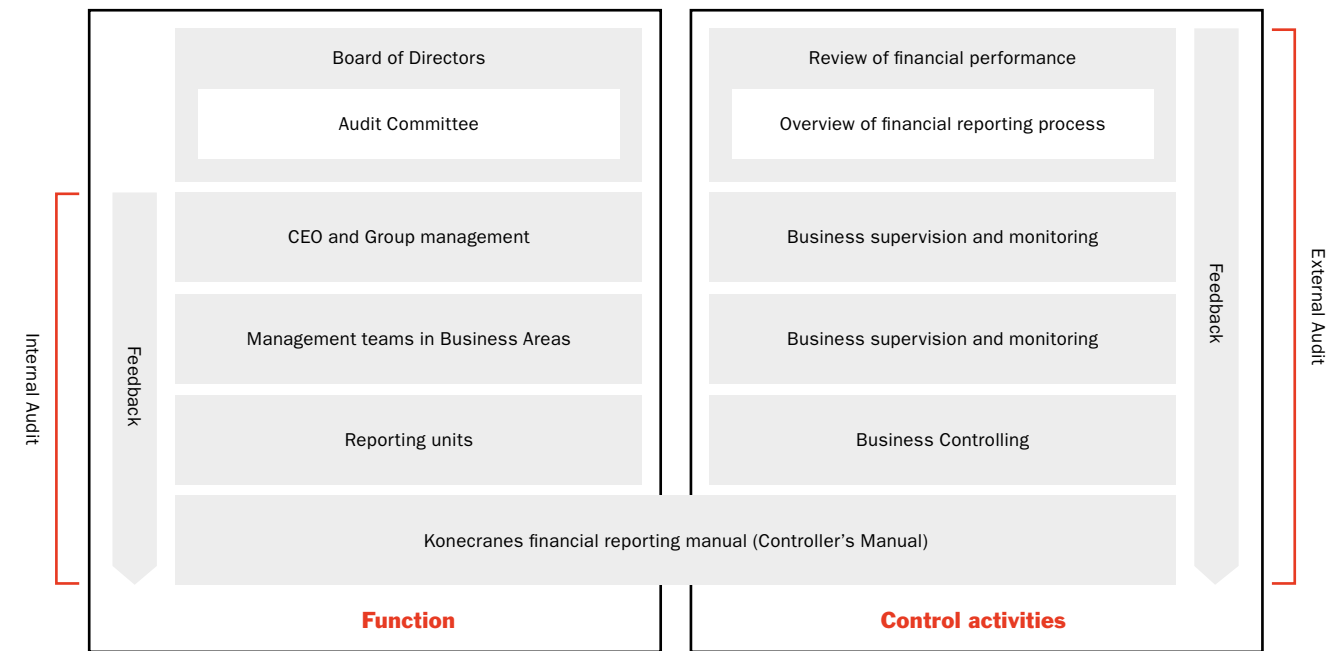 Board of Directors
Review of financial performance
Audit Committee
Overview of financial reporting process
CEO and Group management
Business supervision and monitoring
Management teams in Business Areas
Business supervision and monitoring
Reporting units
Business Controlling
Konecranes financial reporting manual (Controller’s Manual)
Function
Control activities
Internal Audit
Feedback
Feedback
External Audit